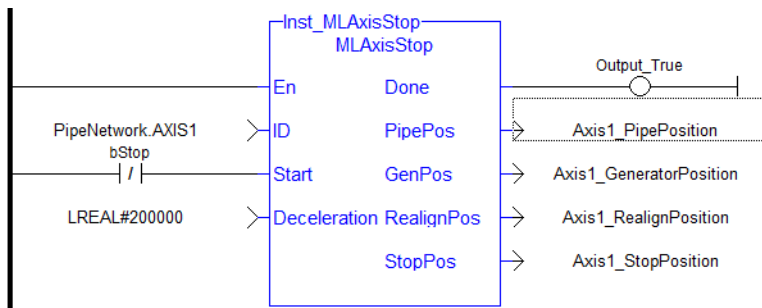 Inst_MLAxisStop
MLAxisStop
Output_True
En Done
PipeNetwork.AXIS1 ID PipePos Axis1_PipePosition
bStop
/ Start GenPos Axis1_GeneratorPosition
LREAL#200000 Deceleration RealignPos Axis1_RealignPosition
StopPos Axis1_StopPosition